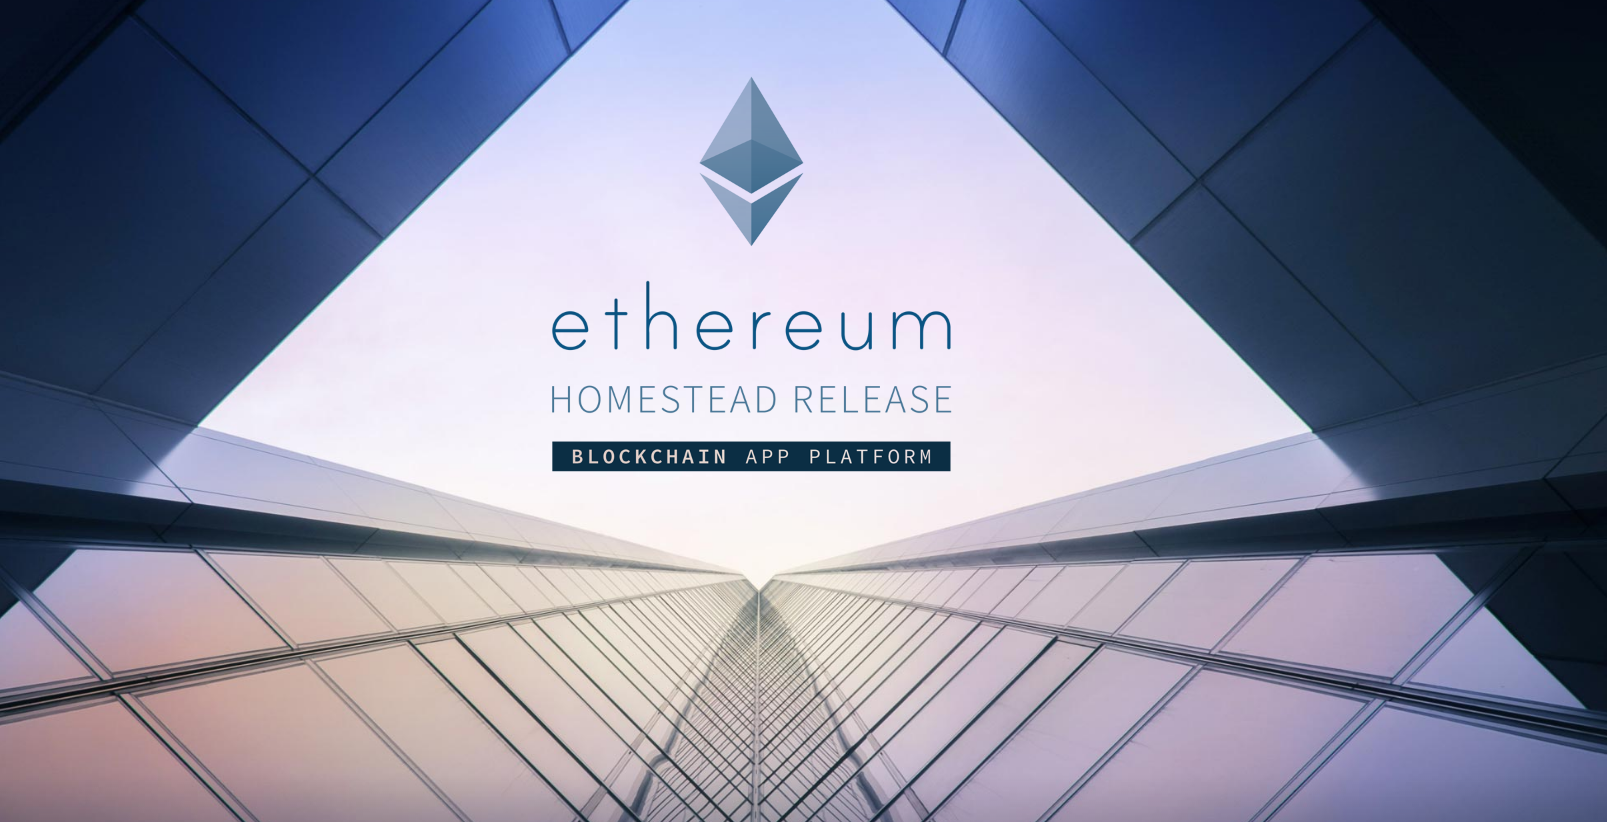 ethereum
HOMESTEAD RELEASE
BLOCKCHAIN APP PLATFORM